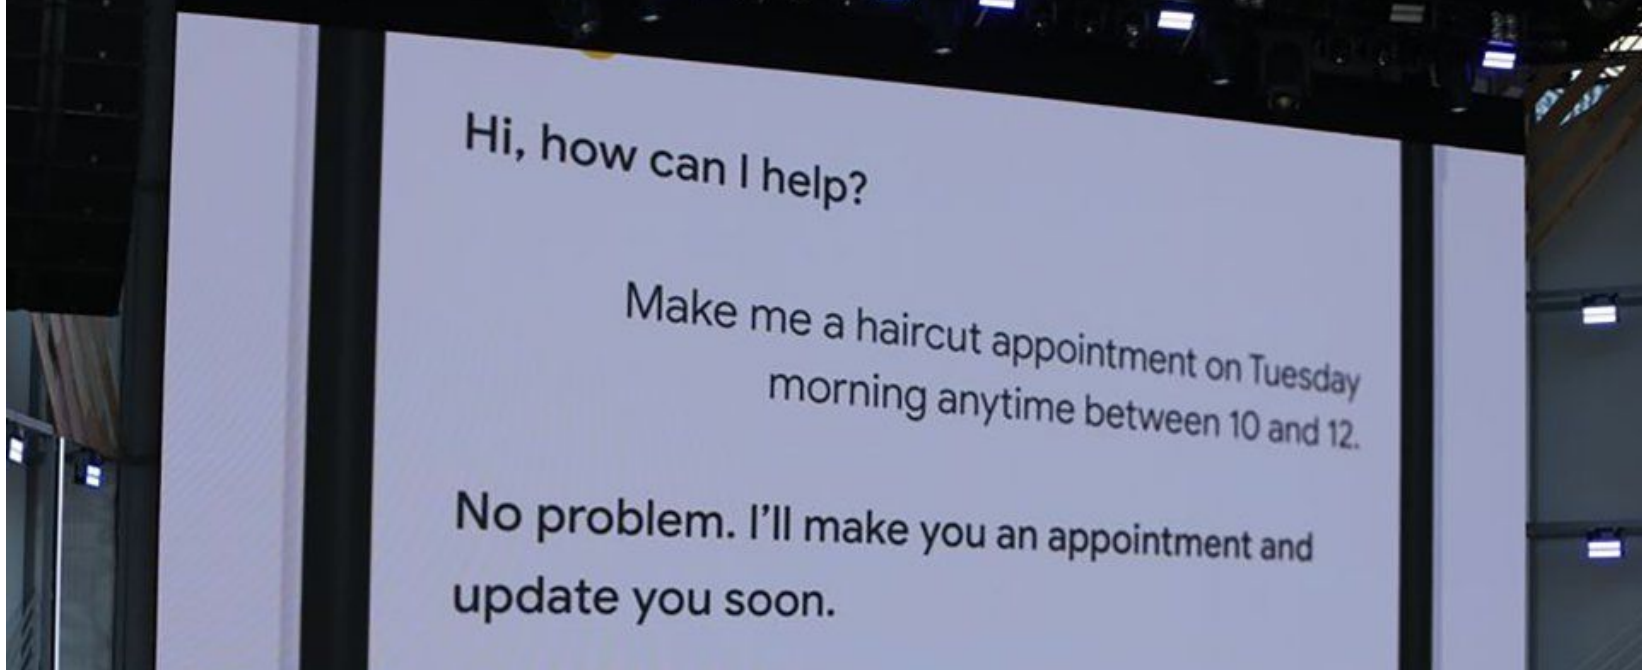 Hi, how can I help?
Make me a haircut appointment on Tuesday
morning anytime between 10 and 12.
No problem. I'll make you an appointment and
update you soon.